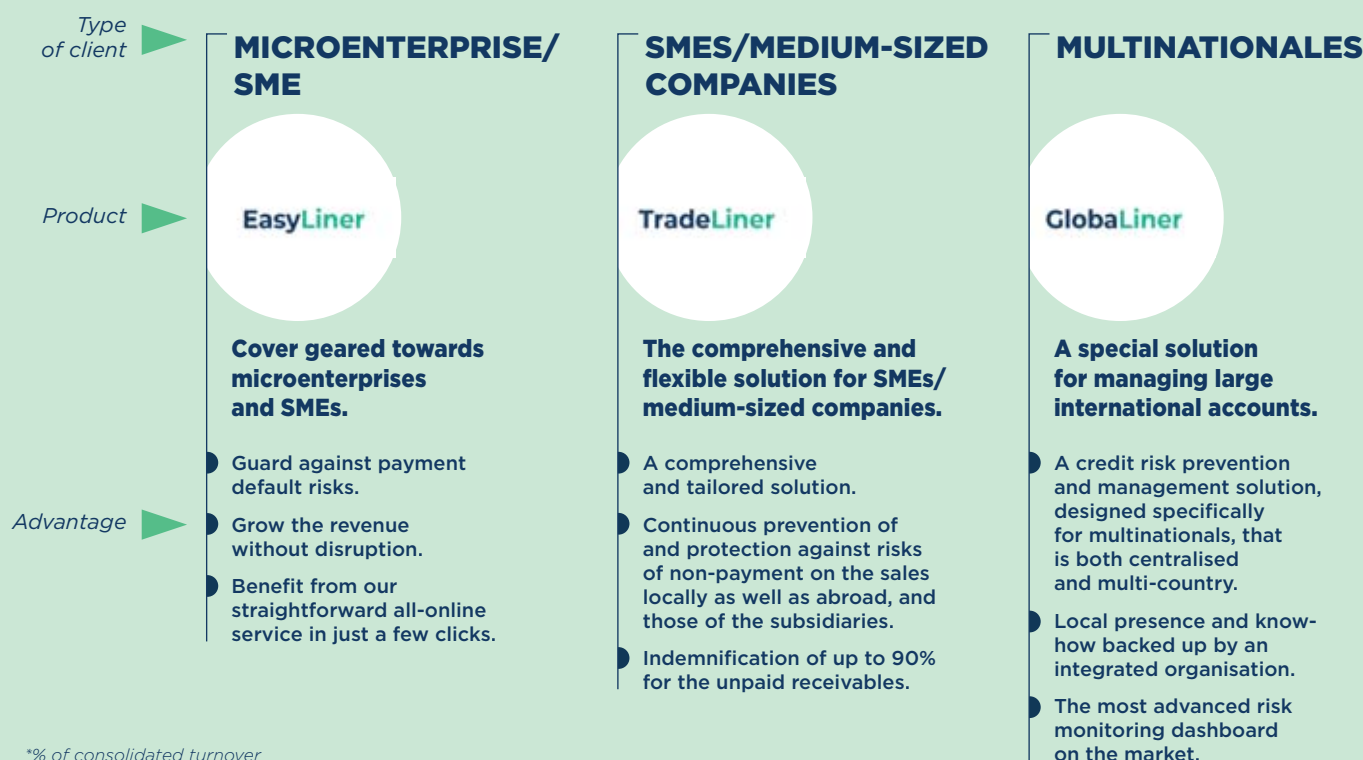 Type
of client
MICROENTERPRISE/
SME
SMES/MEDIUM-SIZED
COMPANIES
MULTINATIONALES
Product
EasyLiner
TradeLiner
GlobaLiner
Cover geared towards
microenterprises
and SMEs.
The comprehensive and
flexible solution for SMEs/
medium-sized companies.
A special solution
for managing large
international accounts.
Advantage
Guard against payment
default risks.
Grow the revenue
without disruption.
Benefit from our
straightforward all-online
service in just a few clicks.
A comprehensive
and tailored solution.
Continuous prevention of
and protection against risks
of non-payment on the sales
locally as well as abroad, and
those of the subsidiaries.
Indemnification of up to 90%
for the unpaid receivables.
A credit risk prevention
and management solution,
designed specifically
for multinationals, that
is both centralised
and multi-country.
Local presence and know-
how backed up by an
integrated organisation.
The most advanced risk
monitoring dashboard
on the market.
*% of consolidated turnover